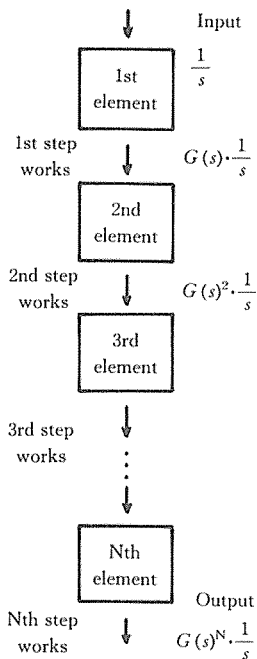 Input
1st
element
1/s
1st step
works
G(s)·1/s
2nd
element
2nd step
works
G(s)²·1/s
3rd
element
3rd step
works
Nth
element
Output
Nth step
works
G(s)ᴺ·1/s